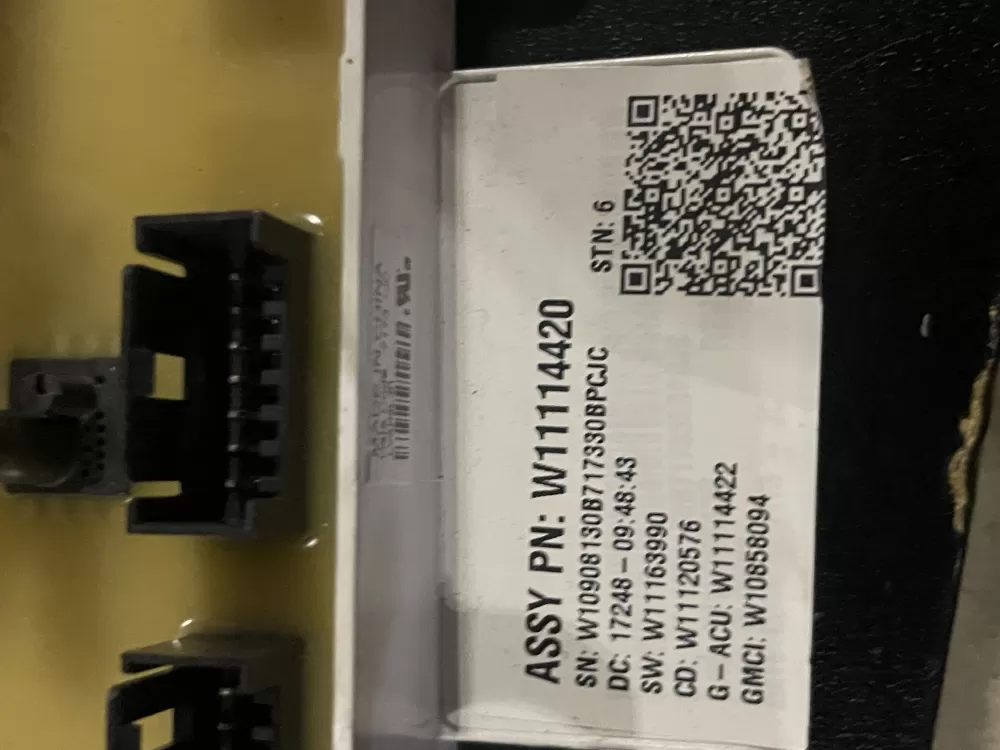 STN: 6
ASSY PN: W11114420
SN: W10908130B717330BPCJC
DC: 17248-09:48:43
SW: W11163990
CD: W11120576
G-ACU: W11114422
GMCI: W10858094